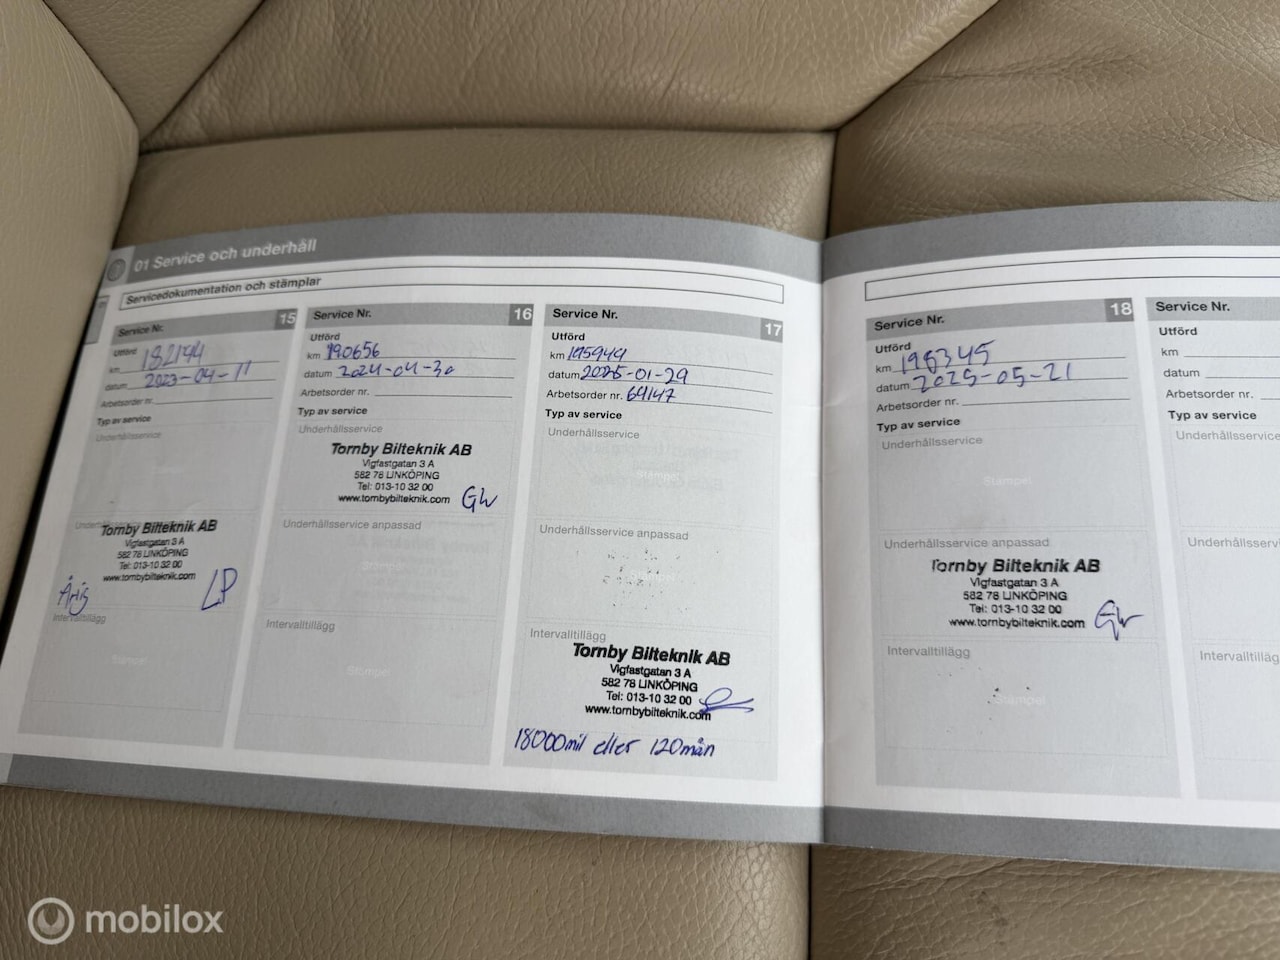 01 Service och underhåll
Servicedokumentation och stämplar
Service Nr. 15
Utförd
km 182194
datum 2023-04-11
Arbetsorder nr.
Typ av service
Underhållsservice
Tornby Bilteknik AB
Vigfastgatan 3 A
582 78 LINKÖPING
Tel: 013-10 32 00
www.tornbybilteknik.com
LP
Intervalltillägg
Stämpel
Service Nr. 16
Utförd
km 190656
datum 2024-04-30
Arbetsorder nr.
Typ av service
Underhållsservice
Tornby Bilteknik AB
Vigfastgatan 3 A
582 78 LINKÖPING
Tel: 013-10 32 00
www.tornbybilteknik.com GW
Underhållsservice anpassad
Stämpel
Intervalltillägg
Stämpel
Service Nr. 17
Utförd
km 195949
datum 2025-01-29
Arbetsorder nr. 69147
Typ av service
Underhållsservice
Stämpel
Underhållsservice anpassad
Stämpel
Intervalltillägg
Tornby Bilteknik AB
Vigfastgatan 3 A
582 78 LINKÖPING
Tel: 013-10 32 00
www.tornbybilteknik.com
18000mil eller 120mån
Service Nr. 18
Utförd
km 198345
datum 2025-05-21
Arbetsorder nr.
Typ av service
Underhållsservice
Stämpel
Underhållsservice anpassad
Tornby Bilteknik AB
Vigfastgatan 3 A
582 78 LINKÖPING
Tel: 013-10 32 00
www.tornbybilteknik.com GW
Intervalltillägg
Stämpel
Service Nr.
Utförd
km
datum
Arbetsorder nr.
Typ av service
Underhållsservice
mobilox